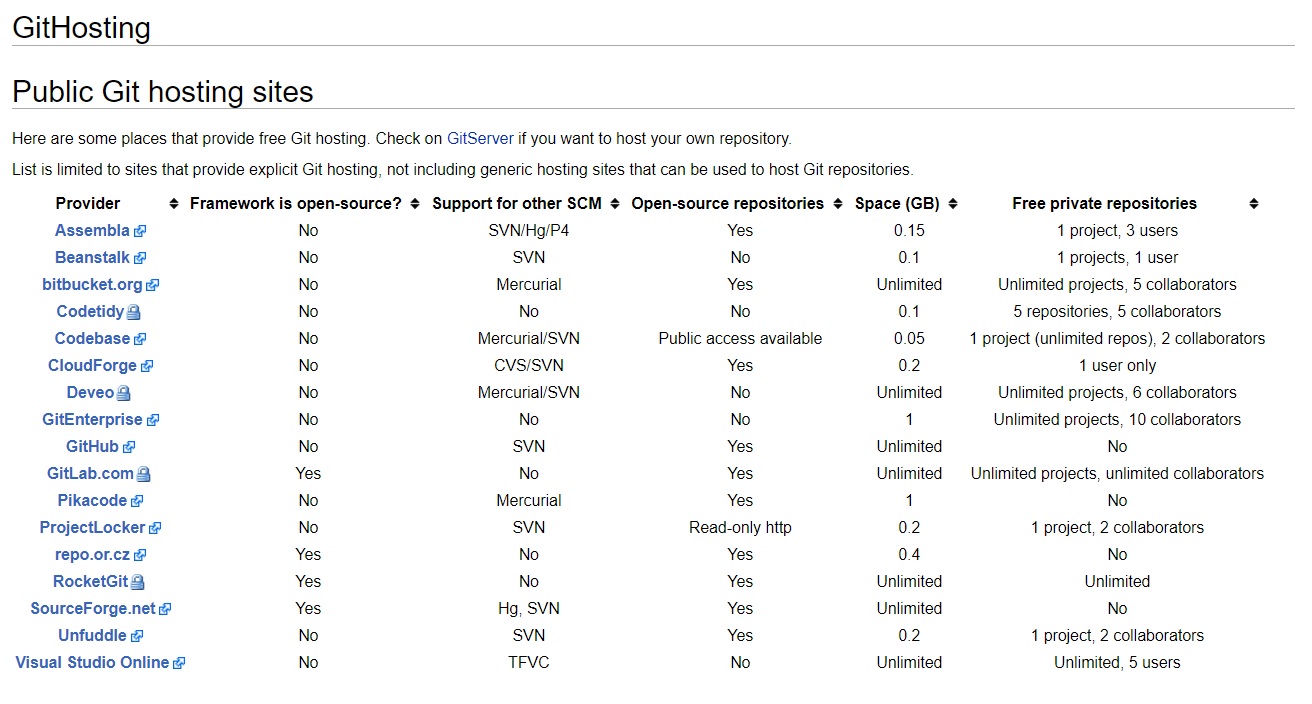 GitHosting
Public Git hosting sites
Here are some places that provide free Git hosting. Check on GitServer if you want to host your own repository.
List is limited to sites that provide explicit Git hosting, not including generic hosting sites that can be used to host Git repositories.
Provider Framework is open-source? Support for other SCM Open-source repositories Space (GB) Free private repositories
Assembla No SVN/Hg/P4 Yes 0.15 1 project, 3 users
Beanstalk No SVN No 0.1 1 projects, 1 user
bitbucket.org No Mercurial Yes Unlimited Unlimited projects, 5 collaborators
Codetidy No No No 0.1 5 repositories, 5 collaborators
Codebase No Mercurial/SVN Public access available 0.05 1 project (unlimited repos), 2 collaborators
CloudForge No CVS/SVN Yes 0.2 1 user only
Deveo No Mercurial/SVN No Unlimited Unlimited projects, 6 collaborators
GitEnterprise No No No 1 Unlimited projects, 10 collaborators
GitHub No SVN Yes Unlimited No
GitLab.com Yes No Yes Unlimited Unlimited projects, unlimited collaborators
Pikacode No Mercurial Yes 1 No
ProjectLocker No SVN Read-only http 0.2 1 project, 2 collaborators
repo.or.cz Yes No Yes 0.4 No
RocketGit Yes No Yes Unlimited Unlimited
SourceForge.net Yes Hg, SVN Yes Unlimited No
Unfuddle No SVN Yes 0.2 1 project, 2 collaborators
Visual Studio Online No TFVC No Unlimited Unlimited, 5 users